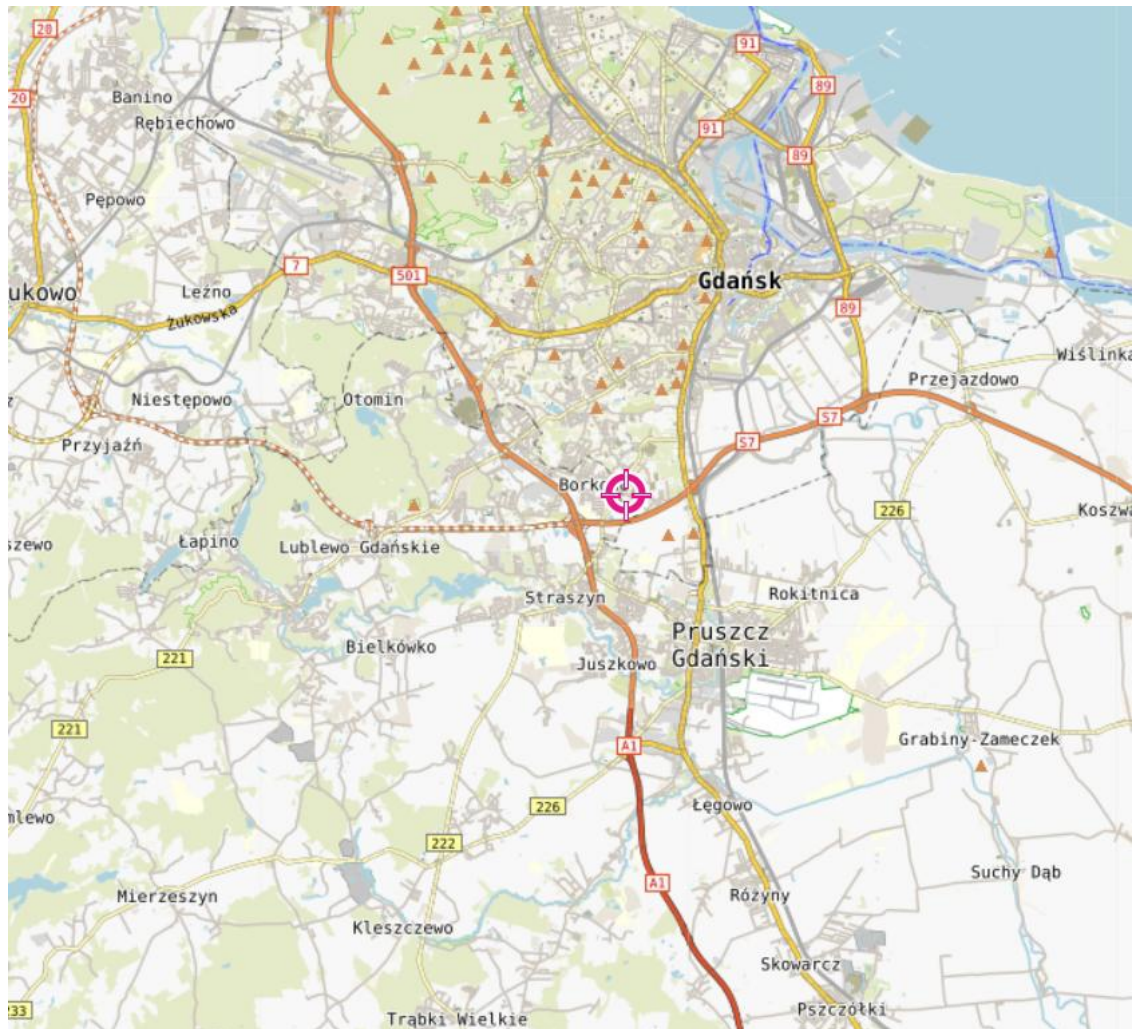 20
91
89
20
Banino
Rębiechowo
91
89
Pępowo
7
501
Gdańsk
ukowo
Leźno
89
Żukowska
Wiślinka
Przejazdowo
Niestępowo
Otomin
S7
Przyjaźń
S7
226
Koszwa
szewo
Łapino
Lublewo Gdańskie
Straszyn
Rokitnica
221
Bielkówko
Pruszcz
Gdański
Juszkowo
221
A1
Grabiny-Zameczek
226
Łęgowo
mlewo
222
A1
Suchy Dąb
Mierzeszyn
Różyny
Kleszczewo
Skowarcz
233
Trąbki Wielkie
Pszczółki